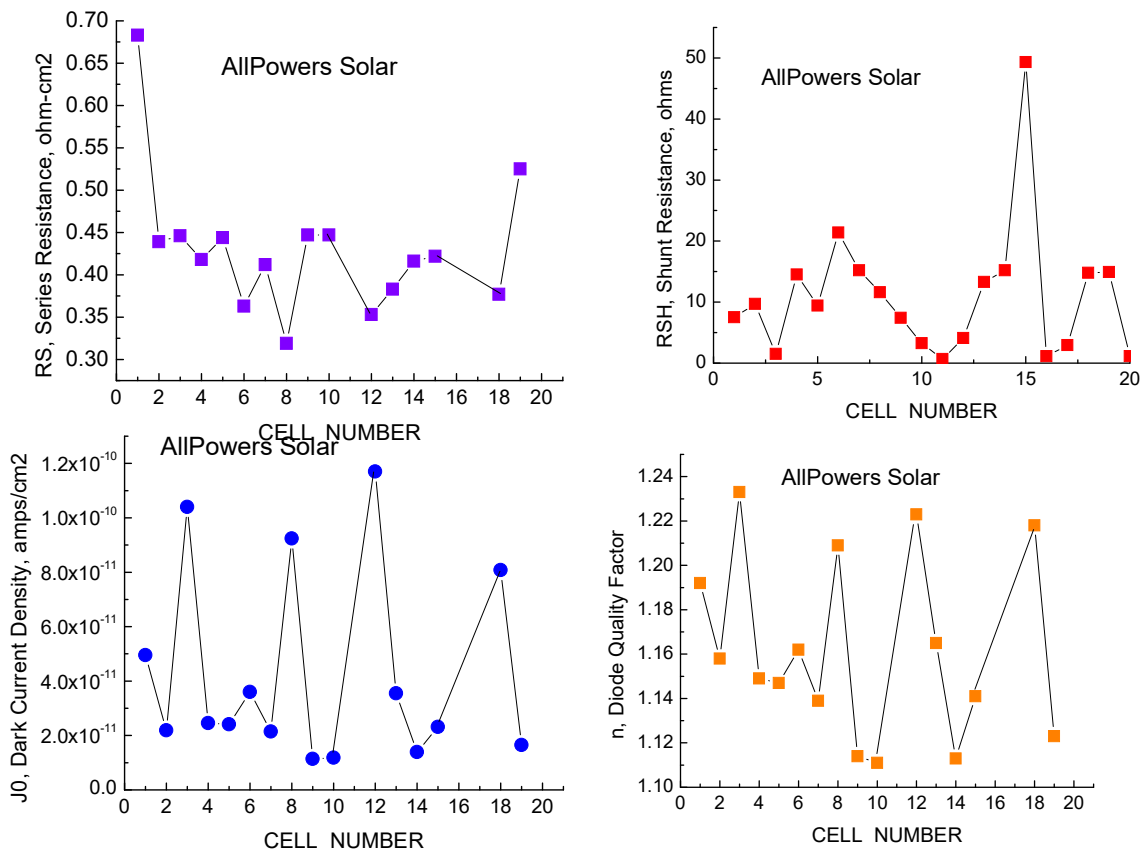 AllPowers Solar
RS, Series Resistance, ohm-cm2
0.70
0.65
0.60
0.55
0.50
0.45
0.40
0.35
0.30
0 2 4 6 8 10 12 14 16 18 20
CELL NUMBER
AllPowers Solar
RSH, Shunt Resistance, ohms
50
40
30
20
10
0
0 5 10 15 20
CELL NUMBER
AllPowers Solar
J0, Dark Current Density, amps/cm2
1.2x10⁻¹⁰
1.0x10⁻¹⁰
8.0x10⁻¹¹
6.0x10⁻¹¹
4.0x10⁻¹¹
2.0x10⁻¹¹
0.0
0 2 4 6 8 10 12 14 16 18 20
CELL NUMBER
AllPowers Solar
n, Diode Quality Factor
1.24
1.22
1.20
1.18
1.16
1.14
1.12
1.10
0 2 4 6 8 10 12 14 16 18 20
CELL NUMBER